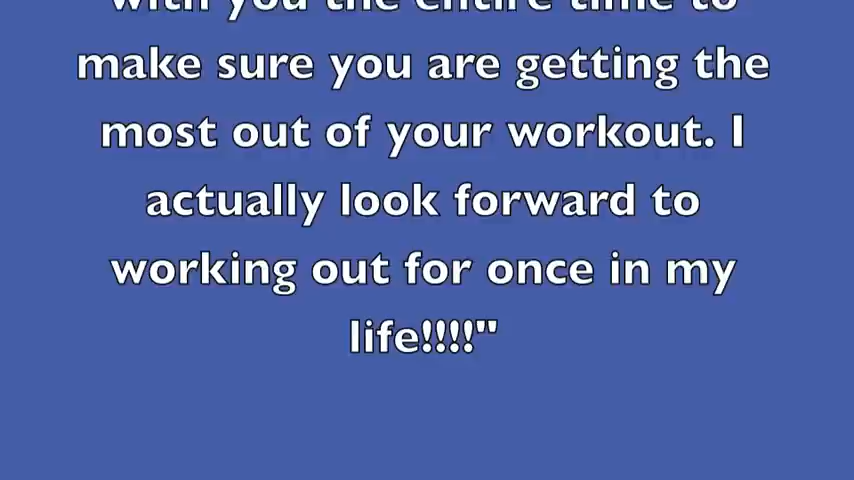 with you the entire time to
make sure you are getting the
most out of your workout. I
actually look forward to
working out for once in my
life!!!!"